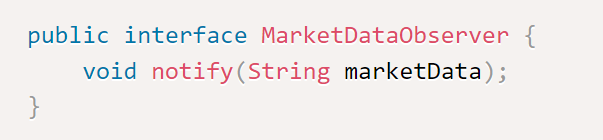 public interface MarketDataObserver {
    void notify(String marketData);
}